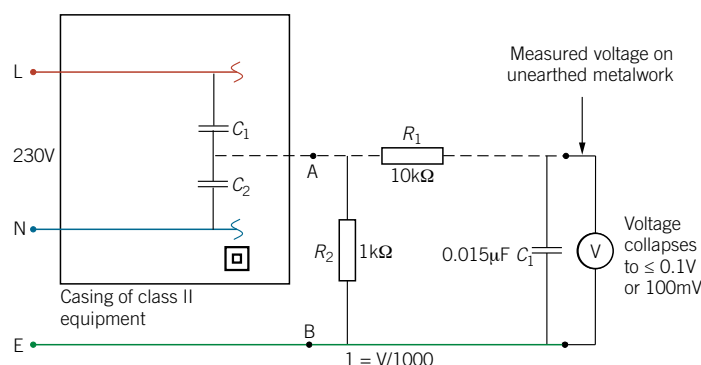 Measured voltage on
unearthed metalwork
L
C₁
R₁
230V
A
10kΩ
C₂
N
R₂
1kΩ
0.015μF C₁
V
Voltage
collapses
to ≤ 0.1V
or 100mV
Casing of class II
equipment
E
B
1 = V/1000